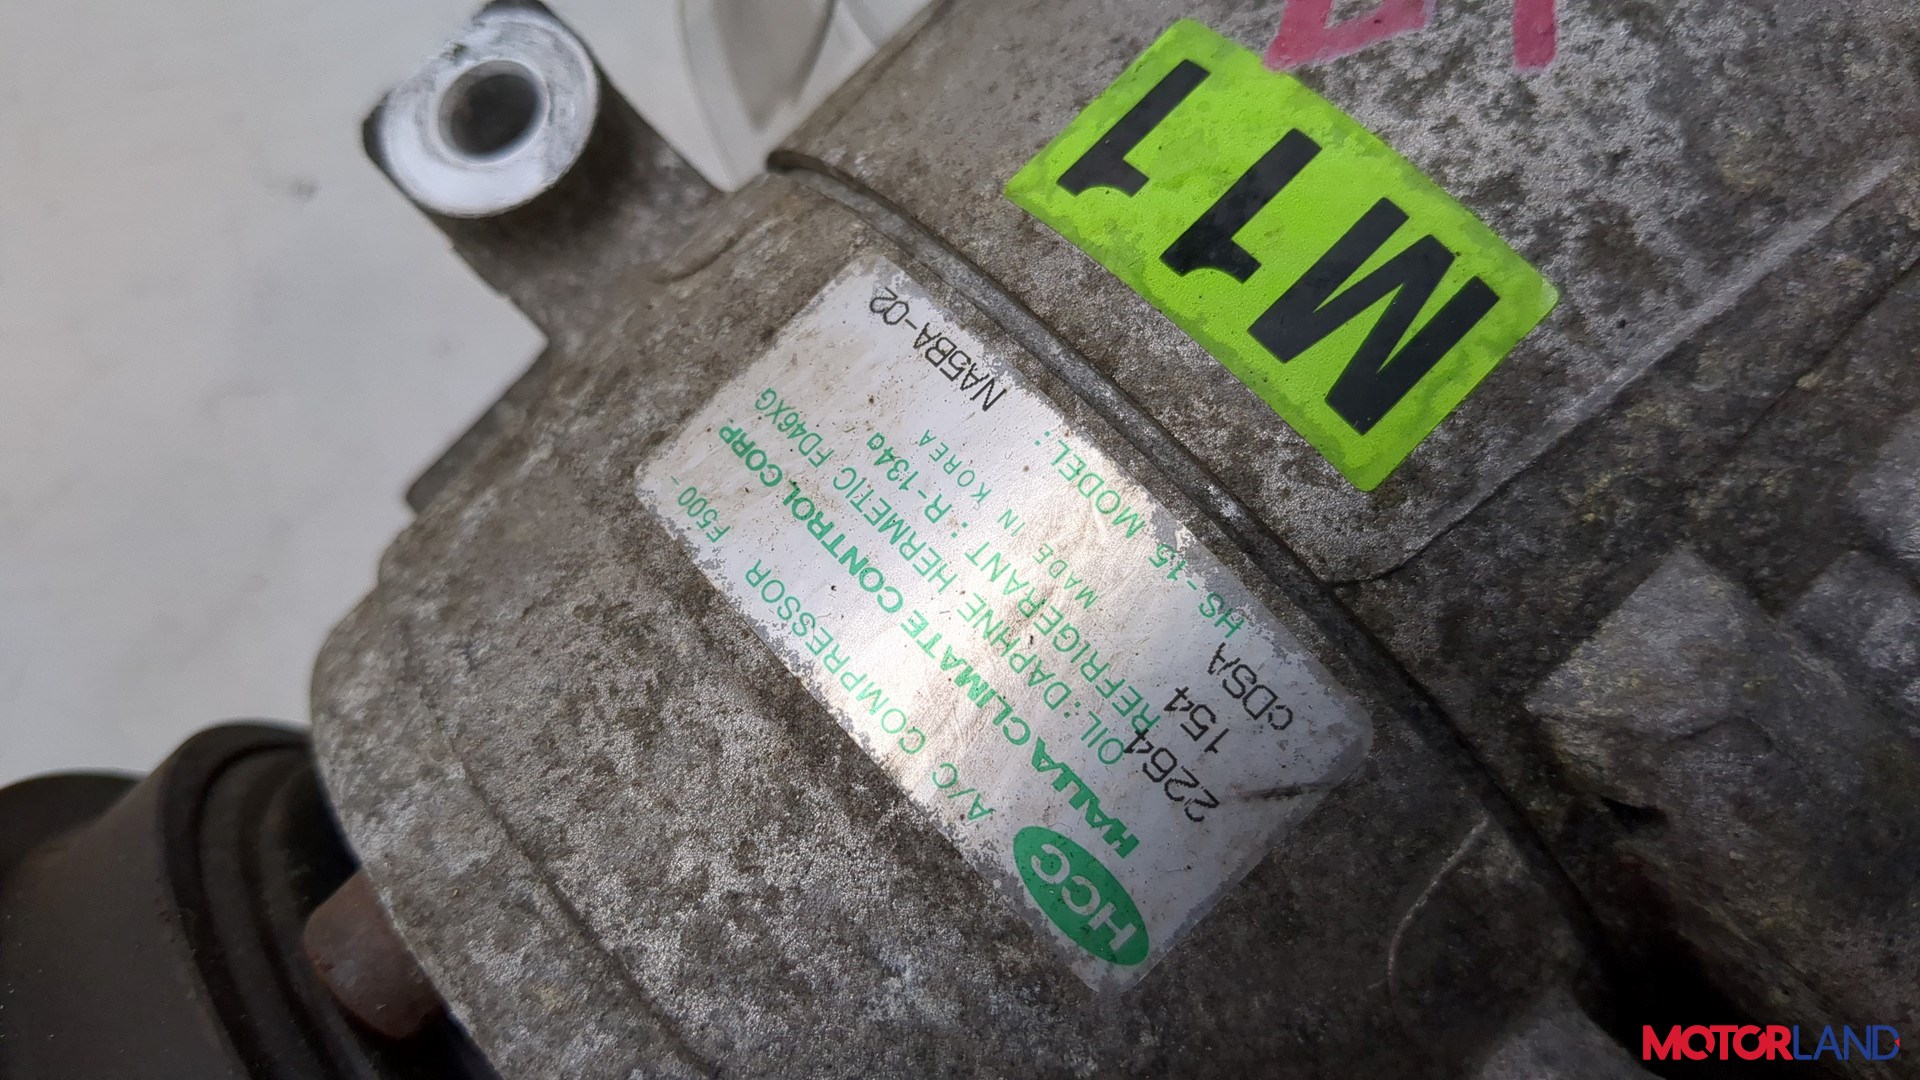 M11
HCC
A/C COMPRESSOR F500-
HALLA CLIMATE CONTROL CORP
OIL: DAPHNE HERMETIC FD46XG
REFRIGERANT : R-134a
2264
MADE IN KOREA
154
HS-15 MODEL: NA5BA-02
cDSA
MOTORLAND